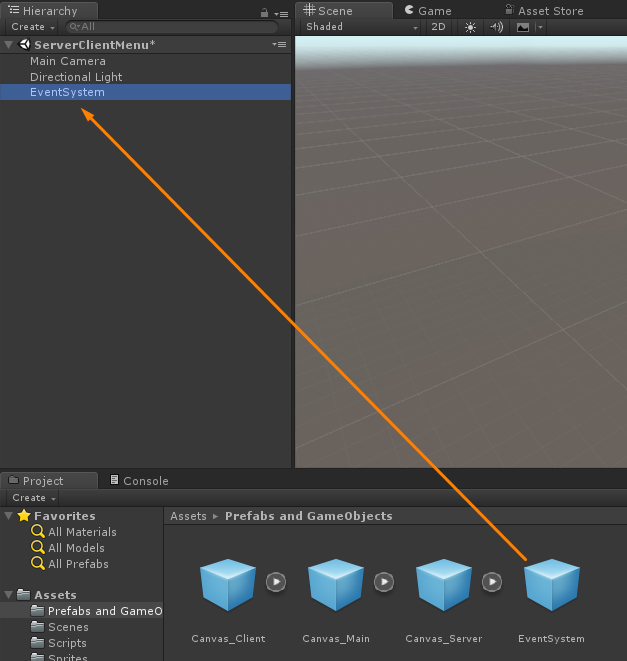 Hierarchy
Create
All
ServerClientMenu*
Main Camera
Directional Light
EventSystem
Scene
Game
Asset Store
Shaded
2D
Project
Console
Create
Favorites
All Materials
All Models
All Prefabs
Assets
Prefabs and GameO
Scenes
Scripts
Sprites
Assets ▸ Prefabs and GameObjects
Canvas_Client
Canvas_Main
Canvas_Server
EventSystem